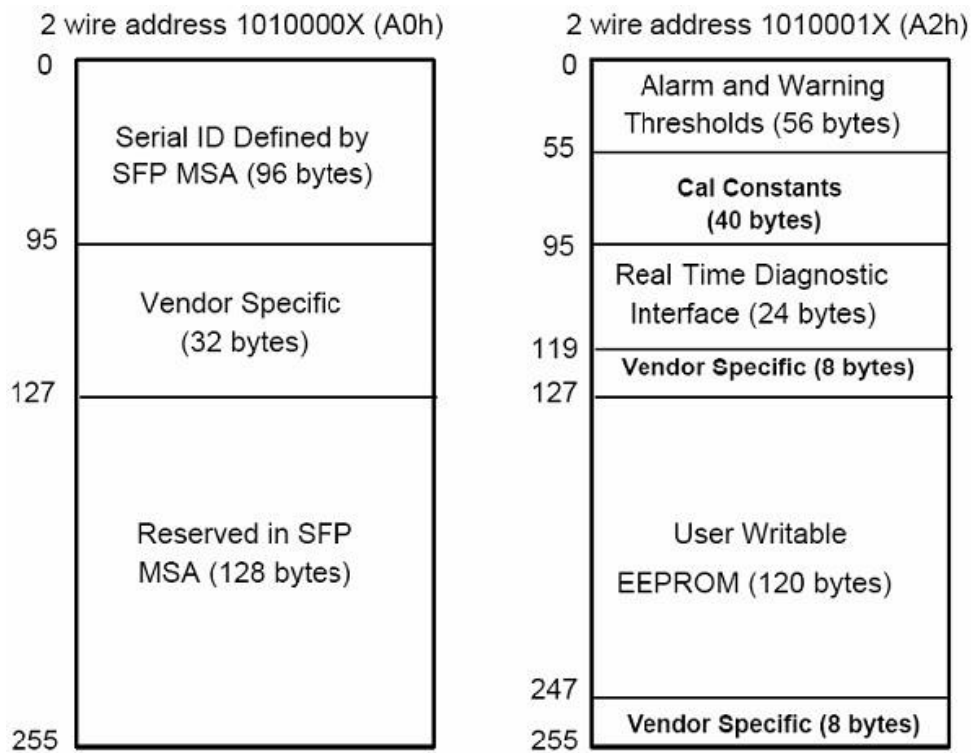 2 wire address 1010000X (A0h)
0
Serial ID Defined by
SFP MSA (96 bytes)
95
Vendor Specific
(32 bytes)
127
Reserved in SFP
MSA (128 bytes)
255
2 wire address 1010001X (A2h)
0
Alarm and Warning
Thresholds (56 bytes)
55
Cal Constants
(40 bytes)
95
Real Time Diagnostic
Interface (24 bytes)
119
Vendor Specific (8 bytes)
127
User Writable
EEPROM (120 bytes)
247
Vendor Specific (8 bytes)
255